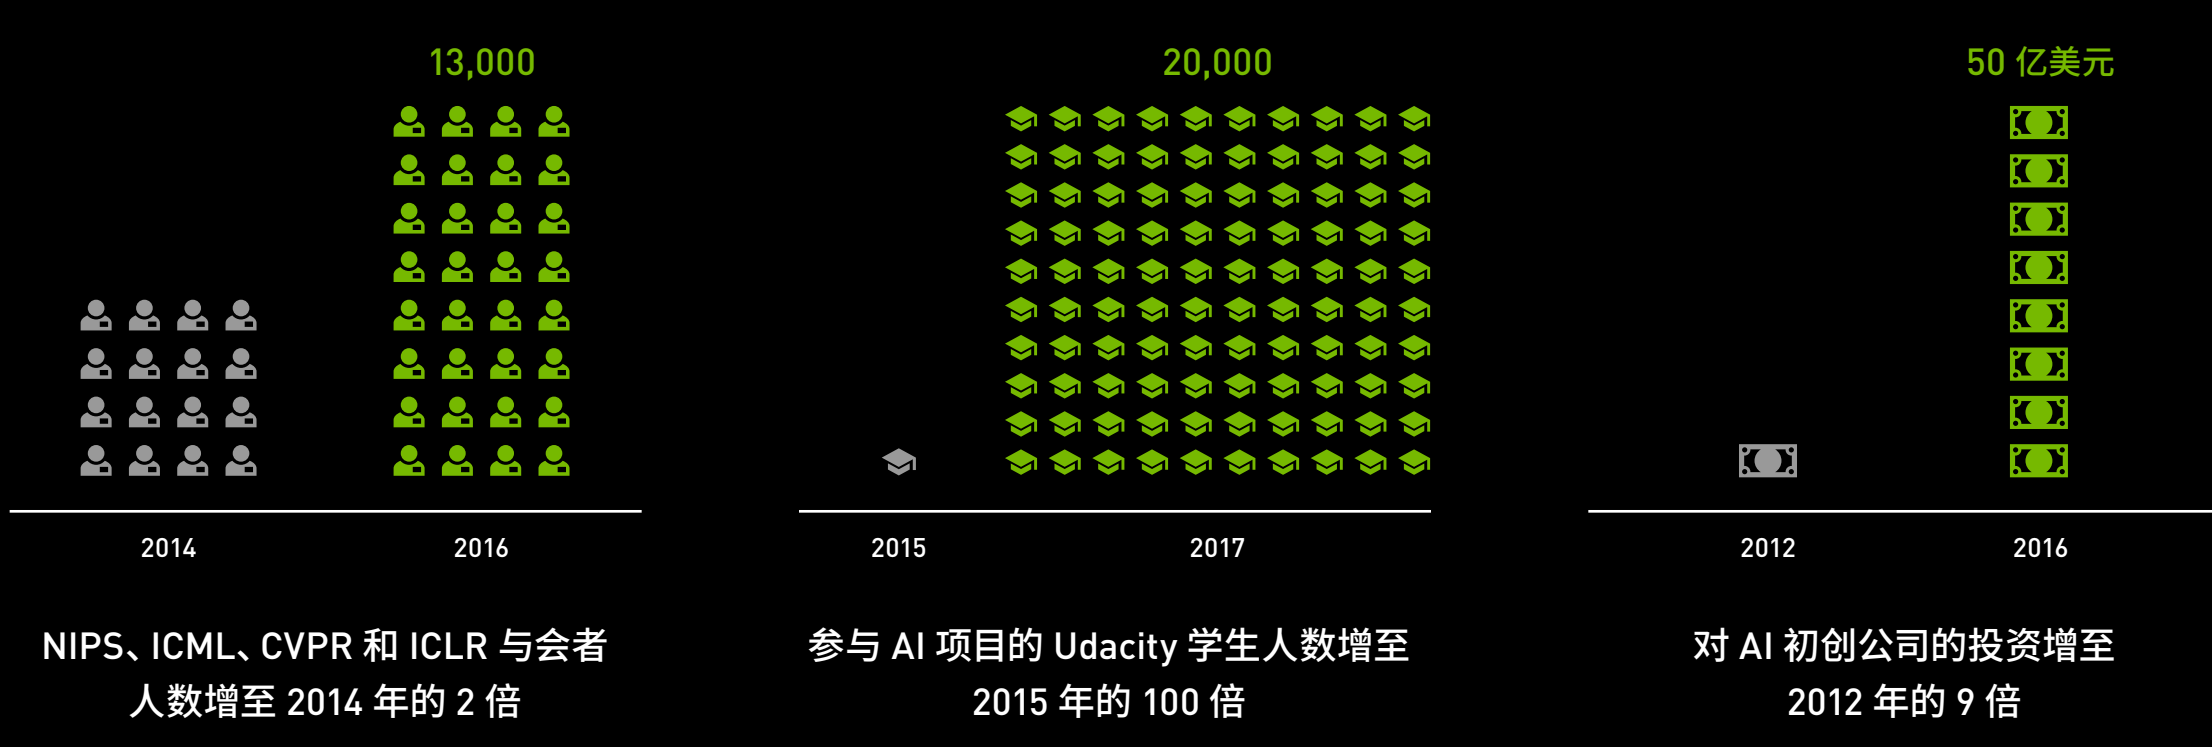 13,000
20,000
50 亿美元
2014
2016
2015
2017
2012
2016
NIPS、ICML、CVPR 和 ICLR 与会者
人数增至 2014 年的 2 倍
参与 AI 项目的 Udacity 学生人数增至
2015 年的 100 倍
对 AI 初创公司的投资增至
2012 年的 9 倍